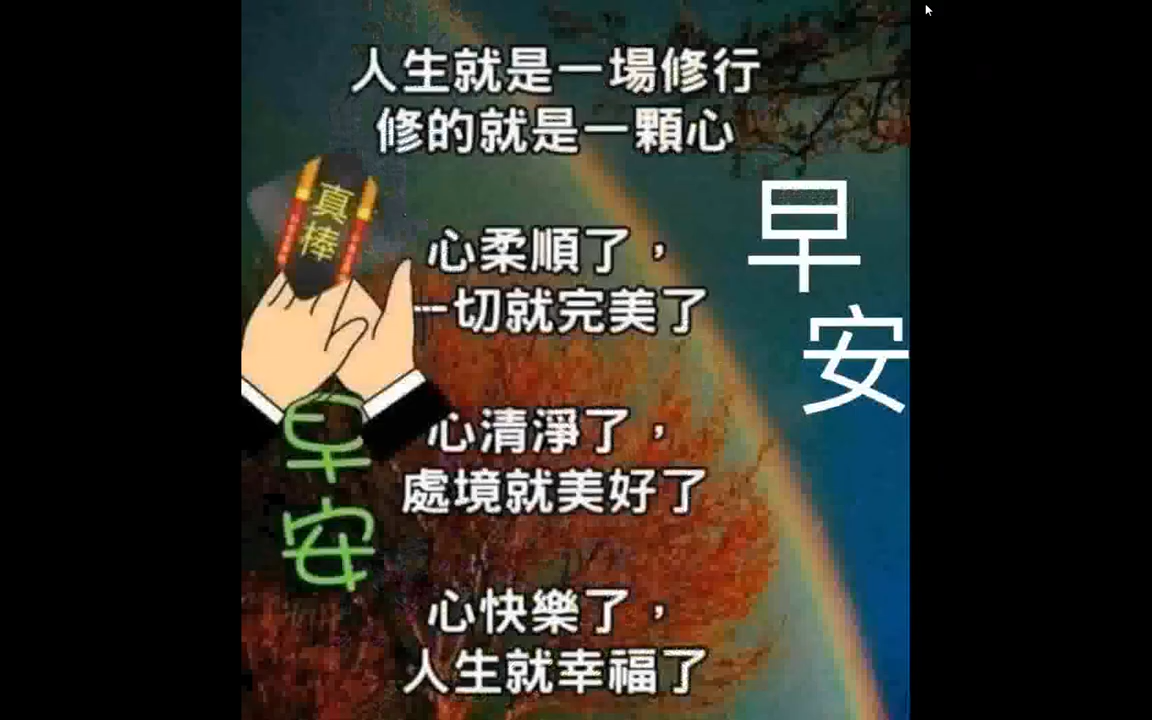 人生就是一場修行
修的就是一顆心
真棒
早安
心柔順了，
一切就完美了
早安
心清淨了，
處境就美好了
心快樂了，
人生就幸福了